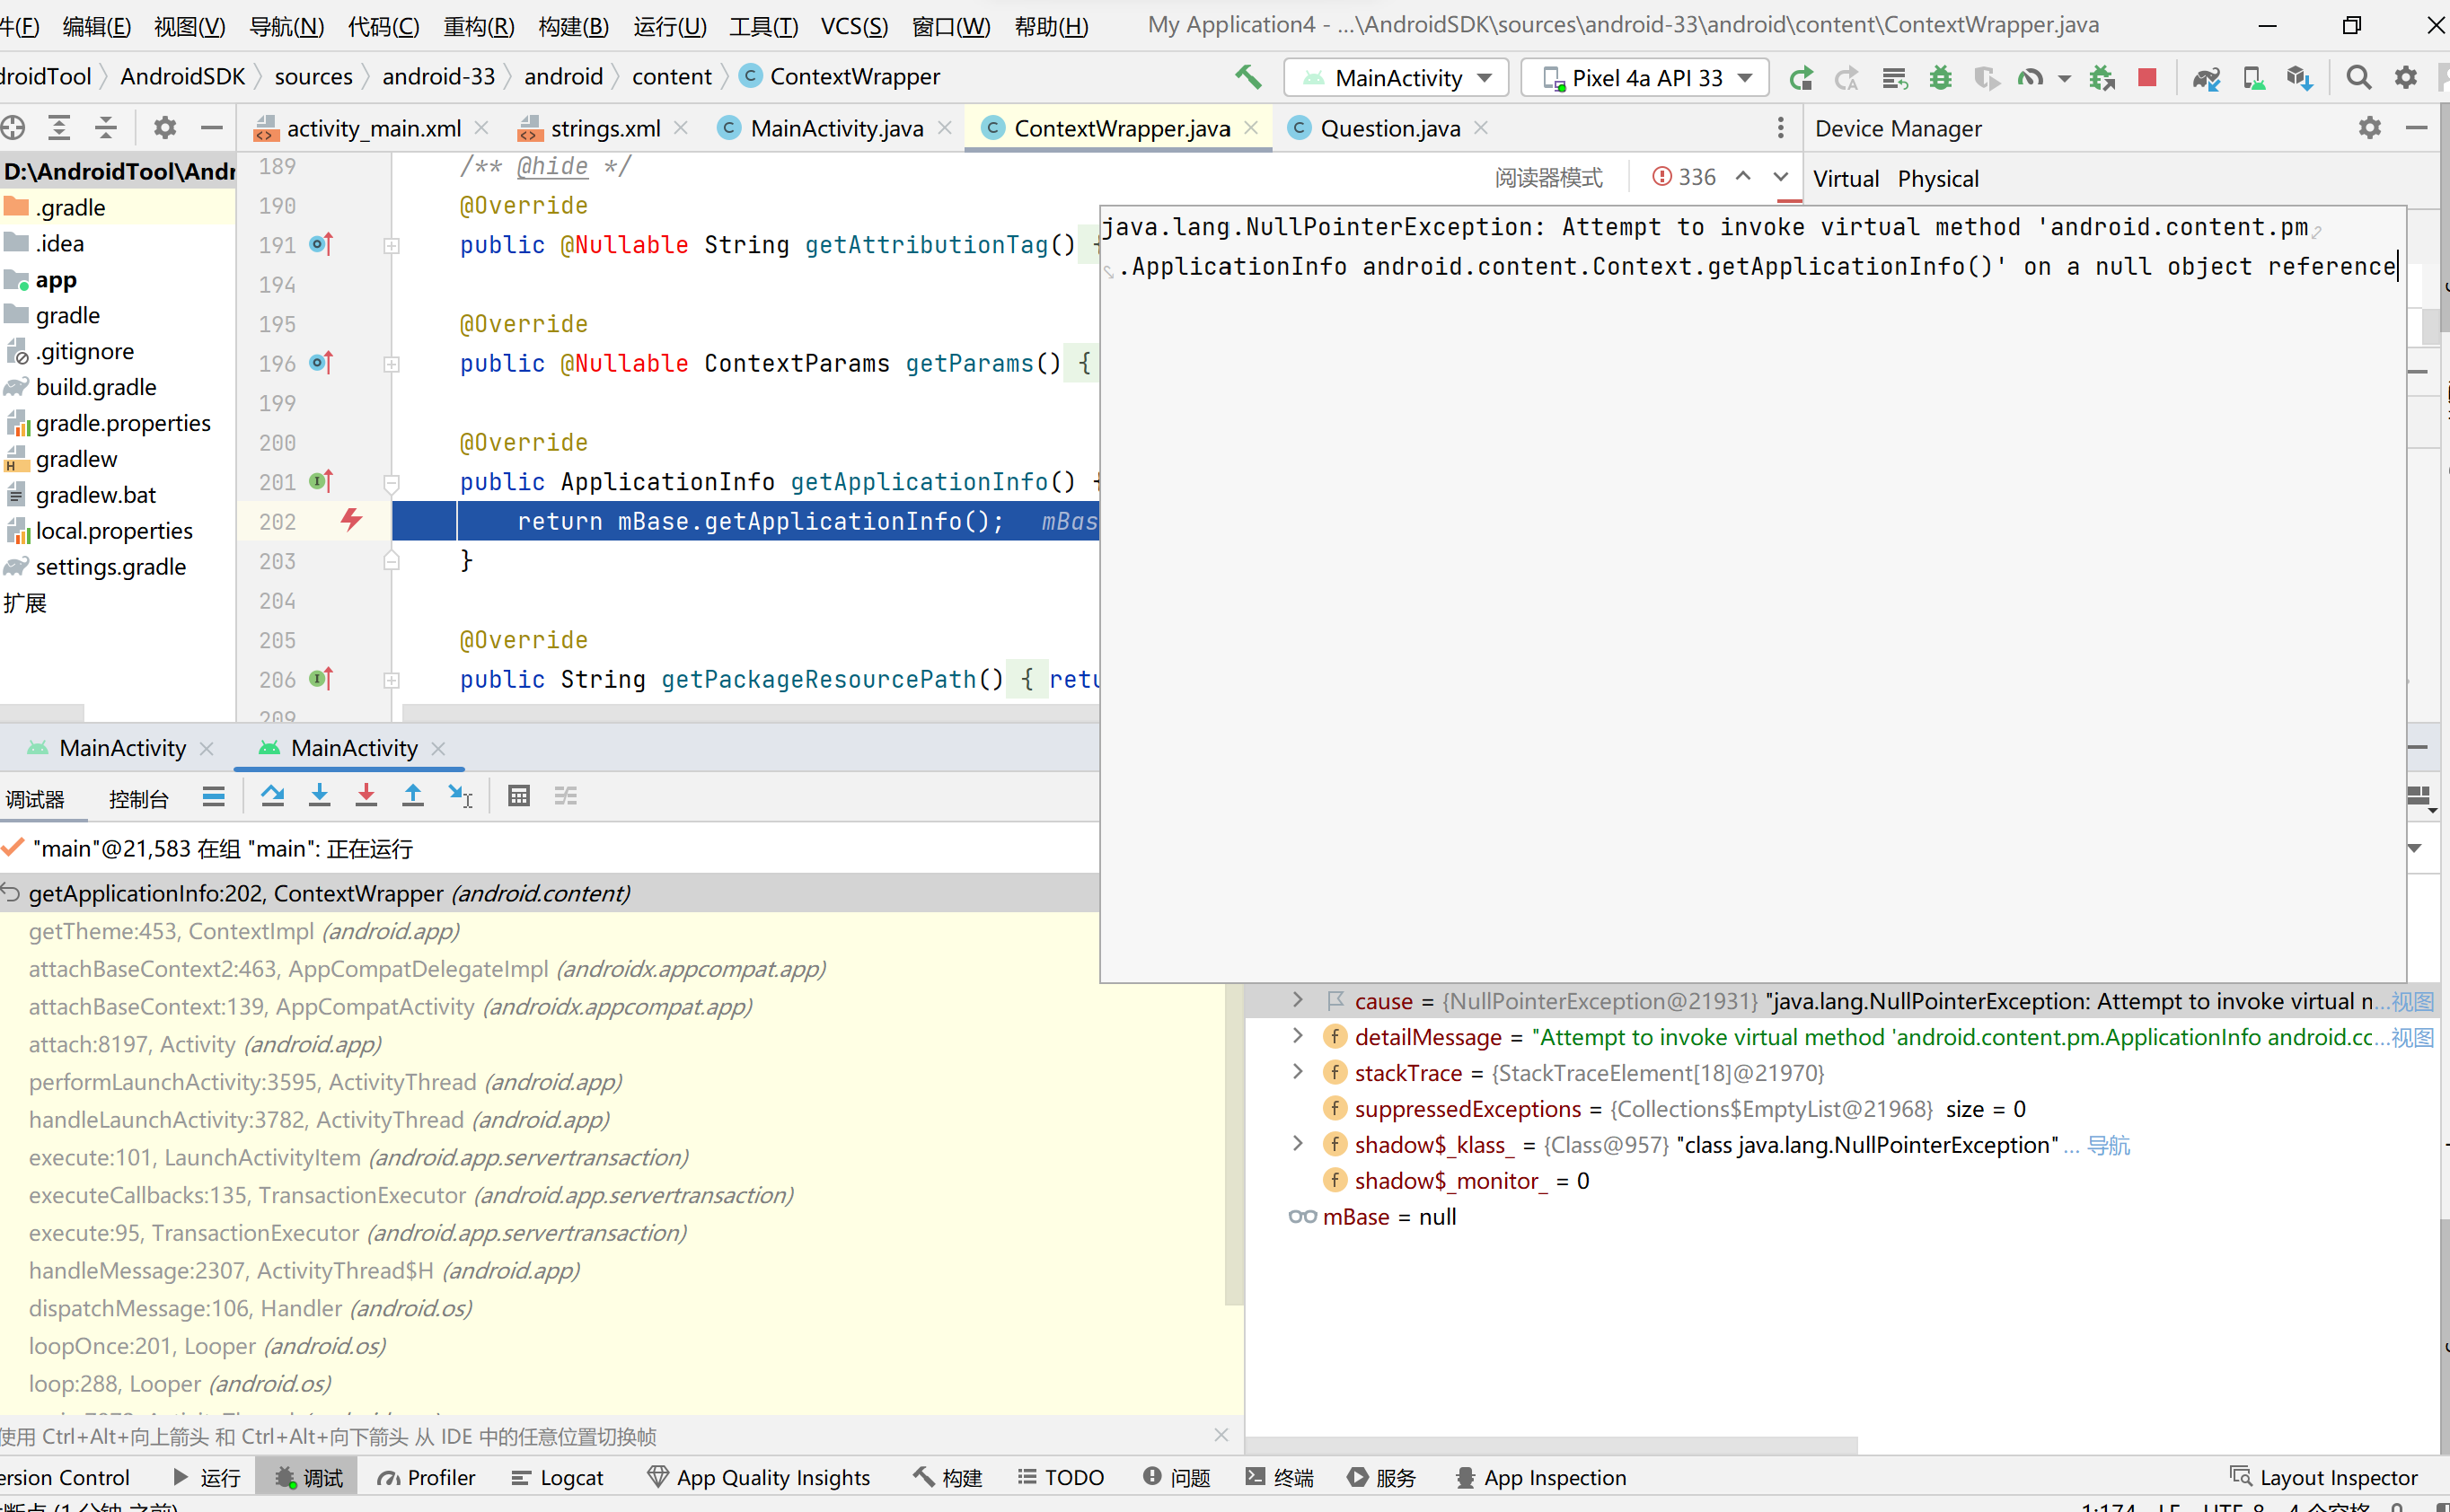 件(F) 编辑(E) 视图(V) 导航(N) 代码(C) 重构(R) 构建(B) 运行(U) 工具(T) VCS(S) 窗口(W) 帮助(H) My Application4 - ...\AndroidSDK\sources\android-33\android\content\ContextWrapper.java
droidTool AndroidSDK sources android-33 android content ContextWrapper MainActivity Pixel 4a API 33
activity_main.xml strings.xml MainActivity.java ContextWrapper.java Question.java Device Manager
D:\AndroidTool\Andr
.gradle
.idea
app
gradle
.gitignore
build.gradle
gradle.properties
gradlew
gradlew.bat
local.properties
settings.gradle
扩展
189 /** @hide */
190 @Override
191 public @Nullable String getAttributionTag() {
194
195 @Override
196 public @Nullable ContextParams getParams() {
199
200 @Override
201 public ApplicationInfo getApplicationInfo() {
202 return mBase.getApplicationInfo(); mBas
203 }
204
205 @Override
206 public String getPackageResourcePath() { retu
209
阅读器模式 336
Virtual Physical
java.lang.NullPointerException: Attempt to invoke virtual method 'android.content.pm
.ApplicationInfo android.content.Context.getApplicationInfo()' on a null object reference
MainActivity MainActivity
调试器 控制台
"main"@21,583 在组 "main": 正在运行
getApplicationInfo:202, ContextWrapper (android.content)
getTheme:453, ContextImpl (android.app)
attachBaseContext2:463, AppCompatDelegateImpl (androidx.appcompat.app)
attachBaseContext:139, AppCompatActivity (androidx.appcompat.app)
attach:8197, Activity (android.app)
performLaunchActivity:3595, ActivityThread (android.app)
handleLaunchActivity:3782, ActivityThread (android.app)
execute:101, LaunchActivityItem (android.app.servertransaction)
executeCallbacks:135, TransactionExecutor (android.app.servertransaction)
execute:95, TransactionExecutor (android.app.servertransaction)
handleMessage:2307, ActivityThread$H (android.app)
dispatchMessage:106, Handler (android.os)
loopOnce:201, Looper (android.os)
loop:288, Looper (android.os)
使用 Ctrl+Alt+向上箭头 和 Ctrl+Alt+向下箭头 从 IDE 中的任意位置切换帧
cause = {NullPointerException@21931} "java.lang.NullPointerException: Attempt to invoke virtual n...视图
detailMessage = "Attempt to invoke virtual method 'android.content.pm.ApplicationInfo android.cc...视图
stackTrace = {StackTraceElement[18]@21970}
suppressedExceptions = {Collections$EmptyList@21968} size = 0
shadow$_klass_ = {Class@957} "class java.lang.NullPointerException" ... 导航
shadow$_monitor_ = 0
mBase = null
ersion Control 运行 调试 Profiler Logcat App Quality Insights 构建 TODO 问题 终端 服务 App Inspection Layout Inspector